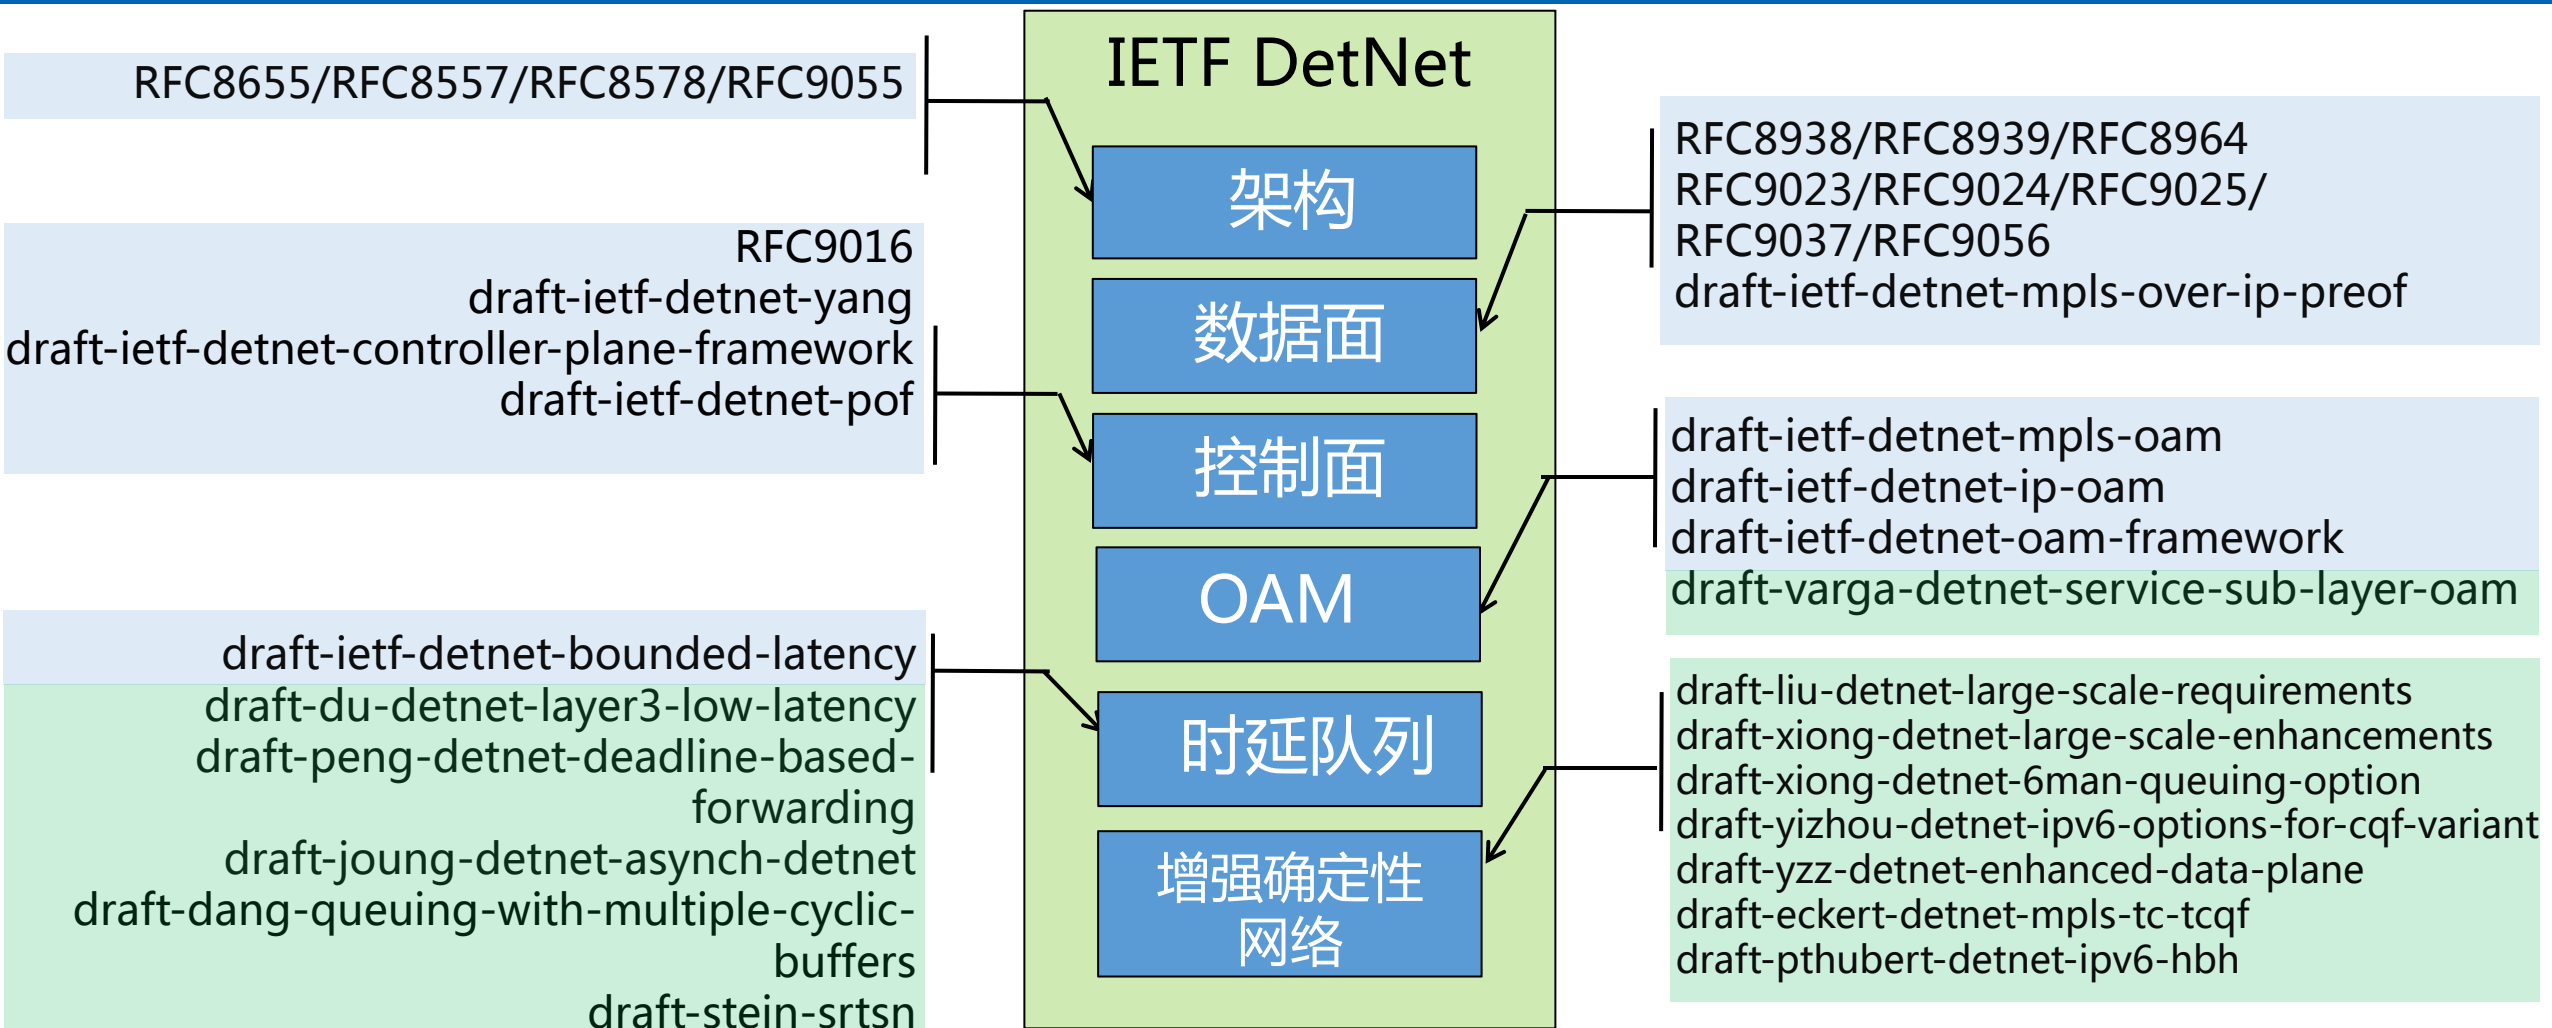 IETF DetNet
RFC8655/RFC8557/RFC8578/RFC9055
RFC9016
draft-ietf-detnet-yang
draft-ietf-detnet-controller-plane-framework
draft-ietf-detnet-pof
draft-ietf-detnet-bounded-latency
draft-du-detnet-layer3-low-latency
draft-peng-detnet-deadline-based-
forwarding
draft-joung-detnet-asynch-detnet
draft-dang-queuing-with-multiple-cyclic-
buffers
draft-stein-srtsn
架构
数据面
控制面
OAM
时延队列
增强确定性
网络
RFC8938/RFC8939/RFC8964
RFC9023/RFC9024/RFC9025/
RFC9037/RFC9056
draft-ietf-detnet-mpls-over-ip-preof
draft-ietf-detnet-mpls-oam
draft-ietf-detnet-ip-oam
draft-ietf-detnet-oam-framework
draft-varga-detnet-service-sub-layer-oam
draft-liu-detnet-large-scale-requirements
draft-xiong-detnet-large-scale-enhancements
draft-xiong-detnet-6man-queuing-option
draft-yizhou-detnet-ipv6-options-for-cqf-variant
draft-yzz-detnet-enhanced-data-plane
draft-eckert-detnet-mpls-tc-tcqf
draft-pthubert-detnet-ipv6-hbh